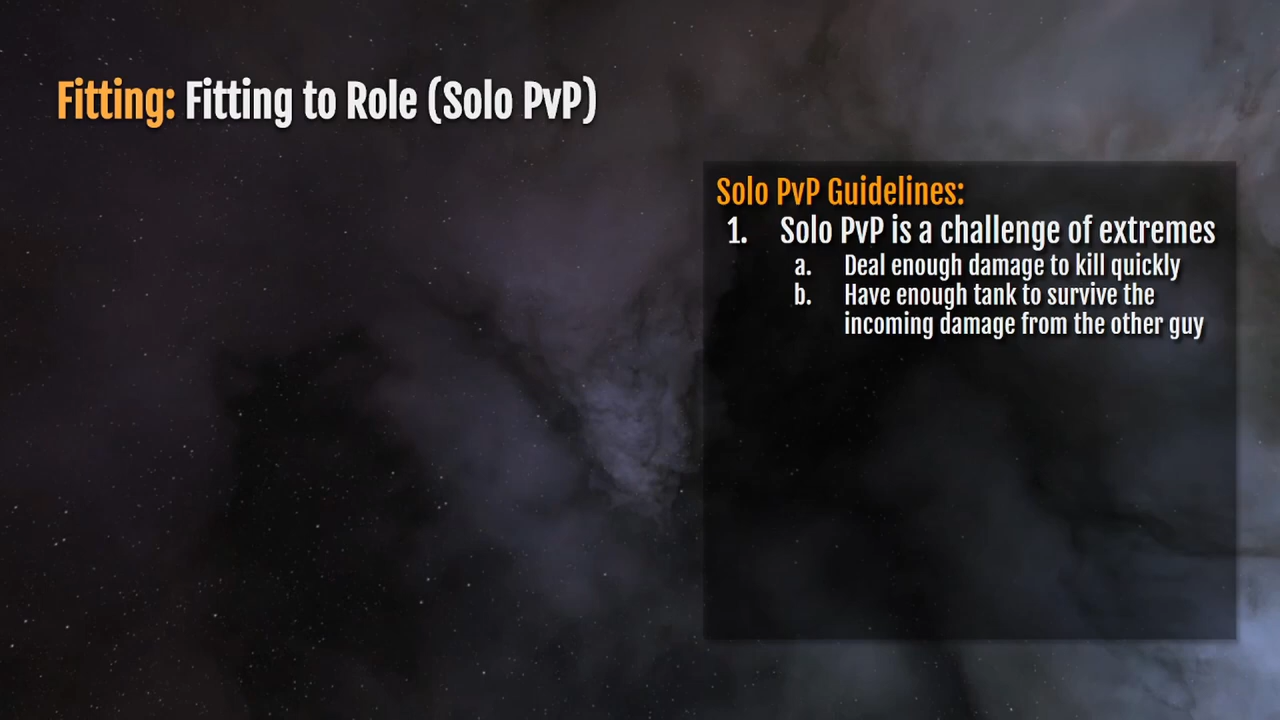 Fitting: Fitting to Role (Solo PvP)
Solo PvP Guidelines:
1. Solo PvP is a challenge of extremes
a. Deal enough damage to kill quickly
b. Have enough tank to survive the
incoming damage from the other guy